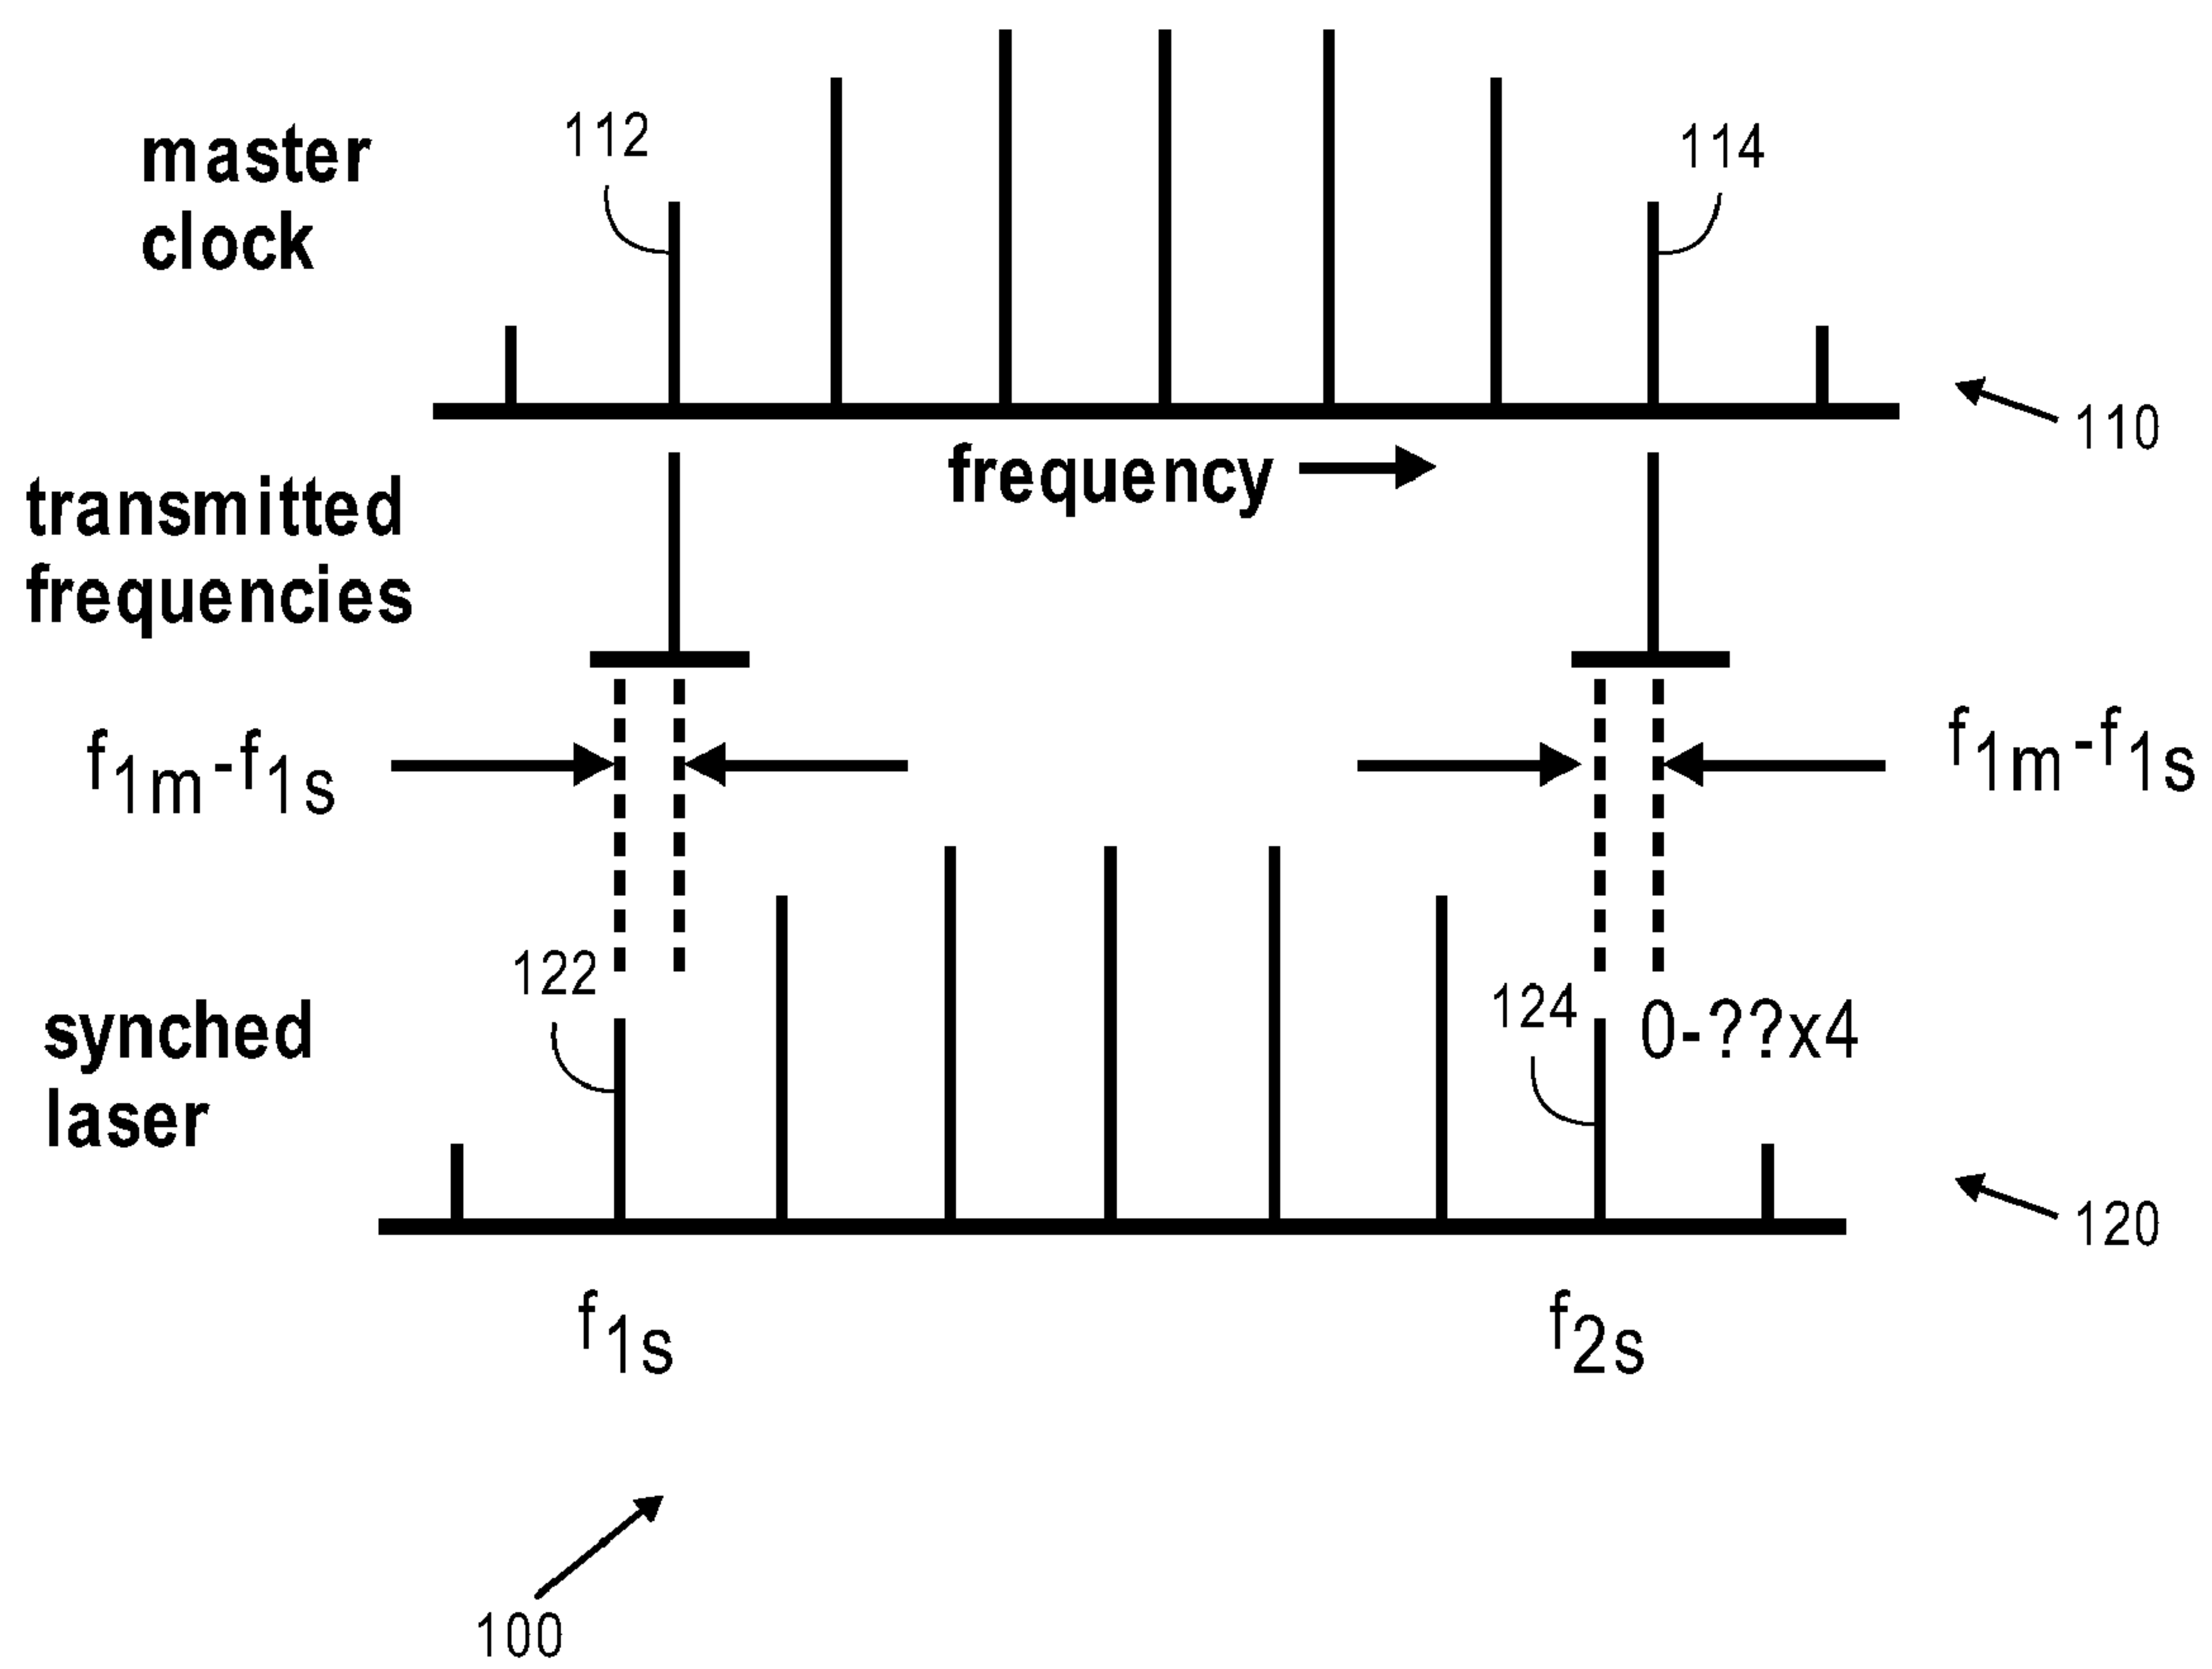 112
114
master
clock
110
frequency
transmitted
frequencies
f1m-f1s
f1m-f1s
122
124
0-??x4
synched
laser
120
f1s
f2s
100